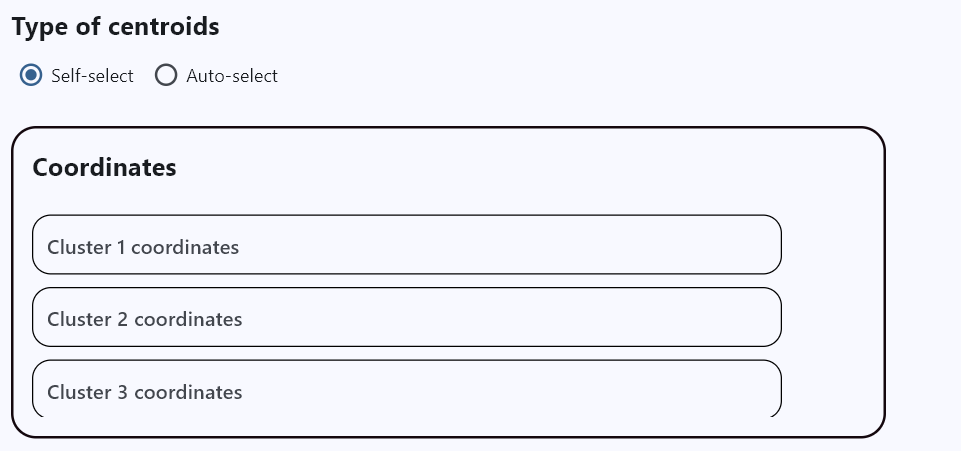 Type of centroids
Self-select Auto-select
Coordinates
Cluster 1 coordinates
Cluster 2 coordinates
Cluster 3 coordinates